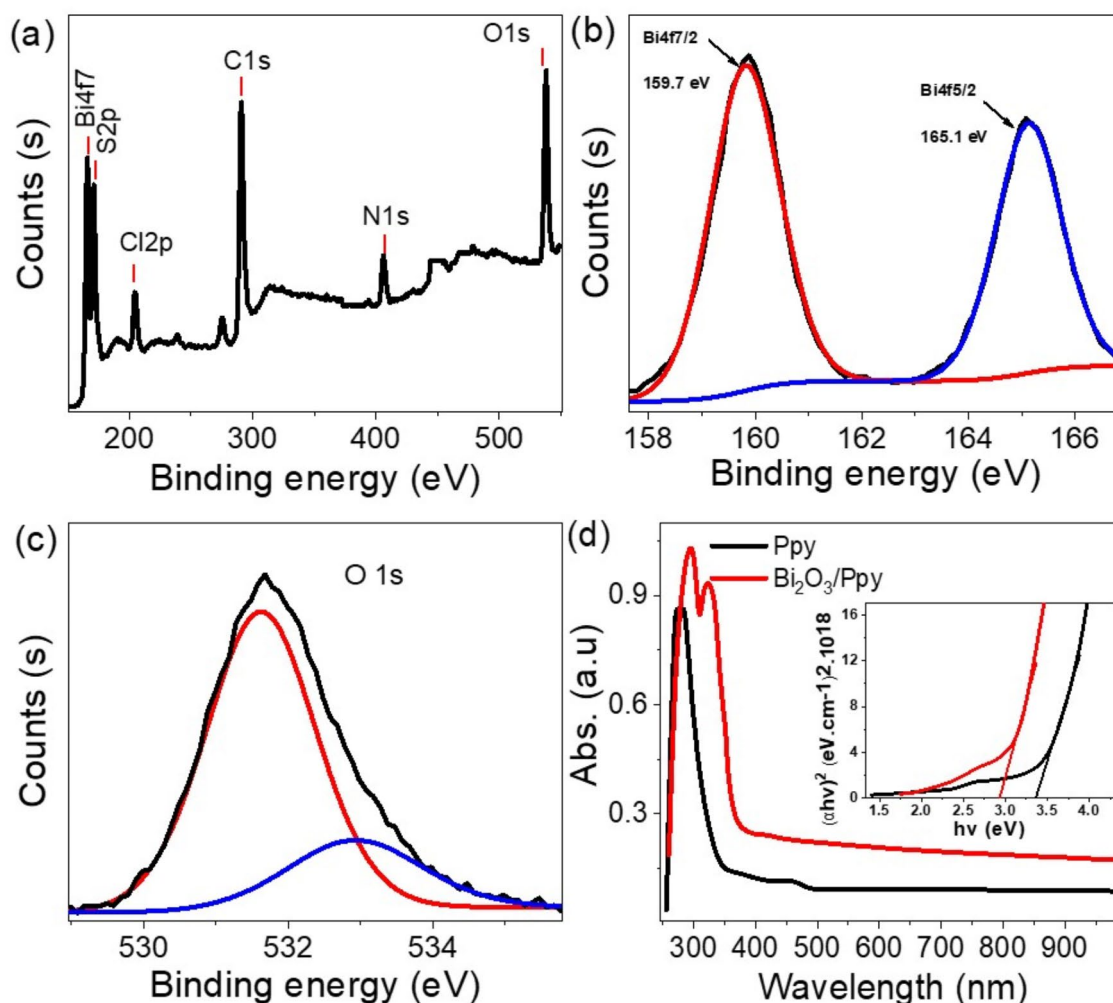 (a)
Bi4f7
S2p
Cl2p
C1s
N1s
O1s
Counts (s)
200 300 400 500
Binding energy (eV)
(b)
Bi4f7/2
159.7 eV
Bi4f5/2
165.1 eV
Counts (s)
158 160 162 164 166
Binding energy (eV)
(c)
O 1s
Counts (s)
530 532 534
Binding energy (eV)
(d)
Ppy
Bi₂O₃/Ppy
Abs. (a.u)
0.9
0.6
0.3
300 400 500 600 700 800 900
Wavelength (nm)
(αhν)² (eV.cm-1)2.1018
16
12
8
4
0
1.5 2.0 2.5 3.0 3.5 4.0
hν (eV)